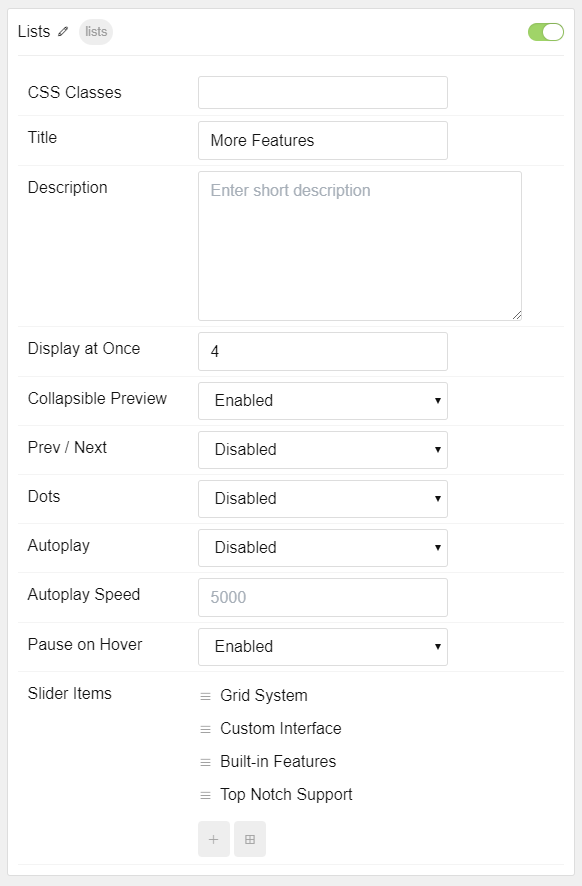 Lists lists
CSS Classes
Title More Features
Description Enter short description
Display at Once 4
Collapsible Preview Enabled
Prev / Next Disabled
Dots Disabled
Autoplay Disabled
Autoplay Speed 5000
Pause on Hover Enabled
Slider Items Grid System
Custom Interface
Built-in Features
Top Notch Support